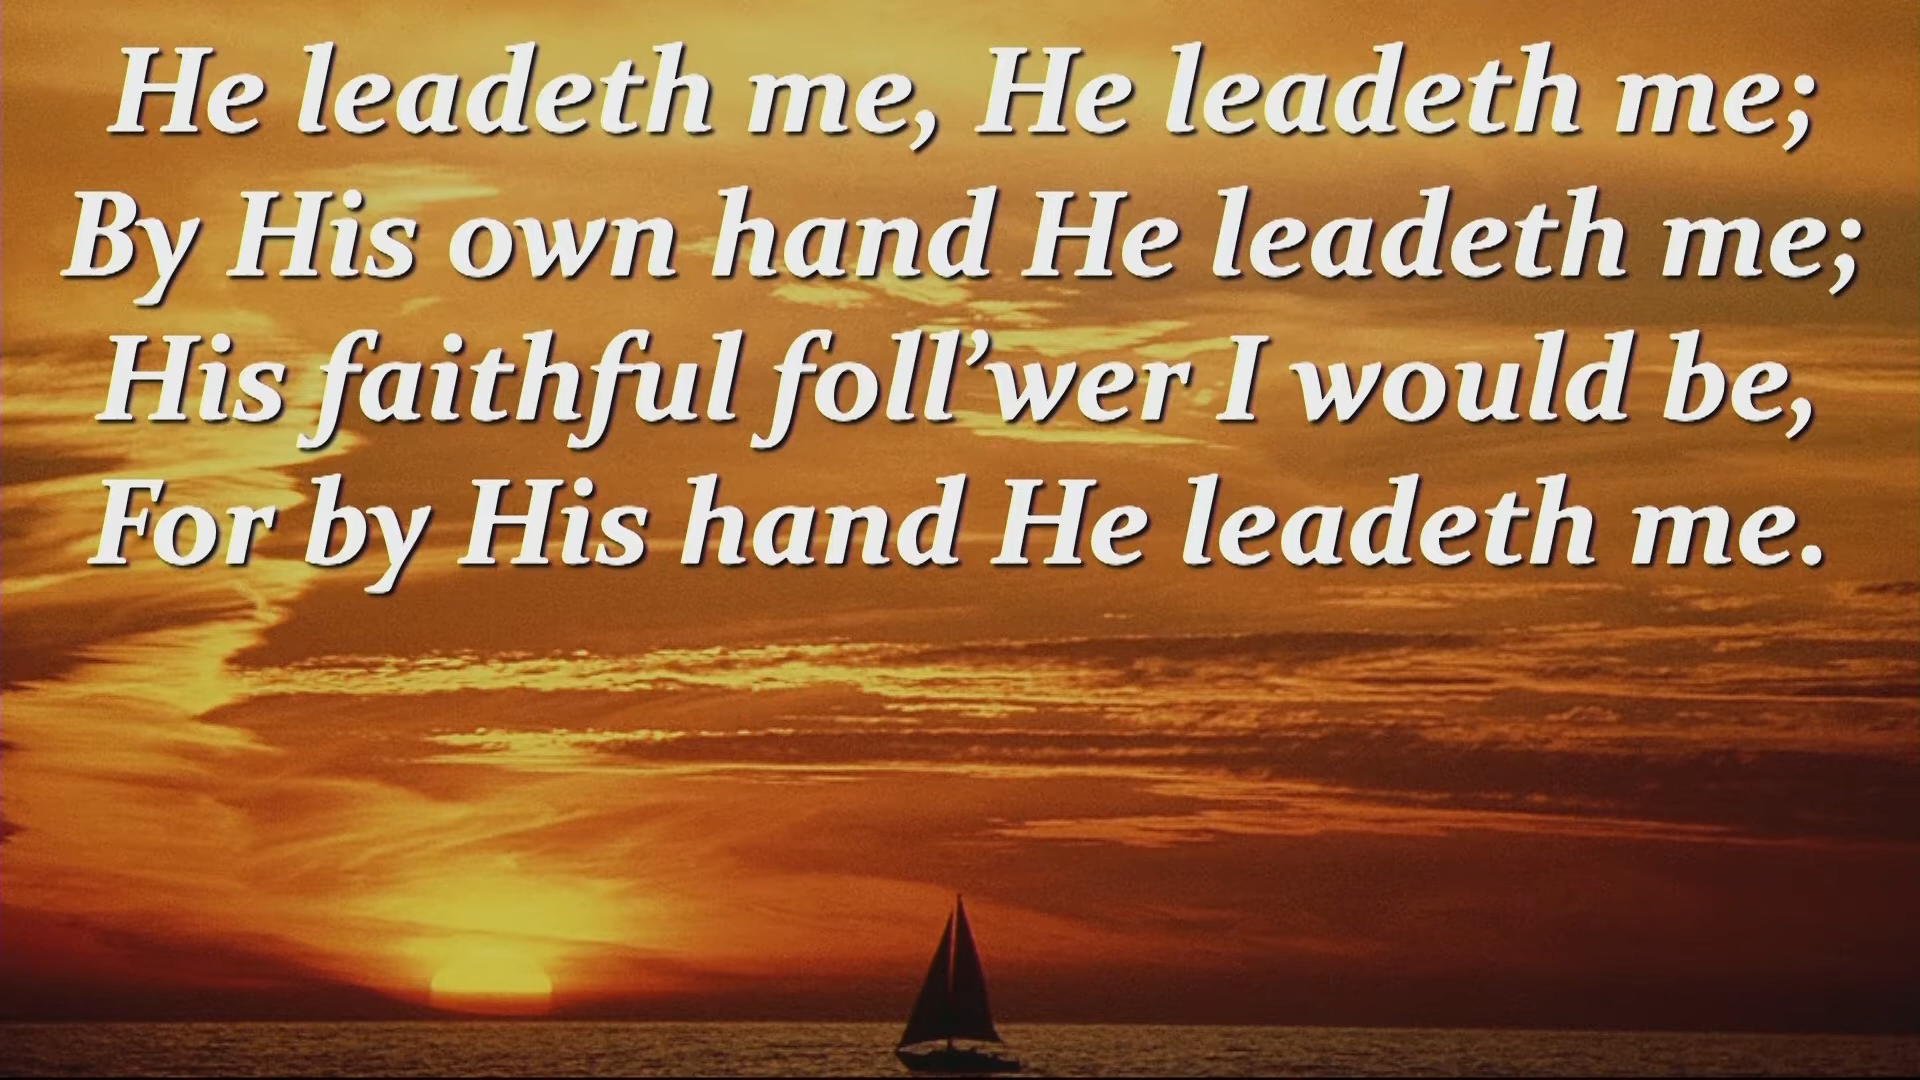 He leadeth me, He leadeth me;
By His own hand He leadeth me;
His faithful foll’wer I would be,
For by His hand He leadeth me.